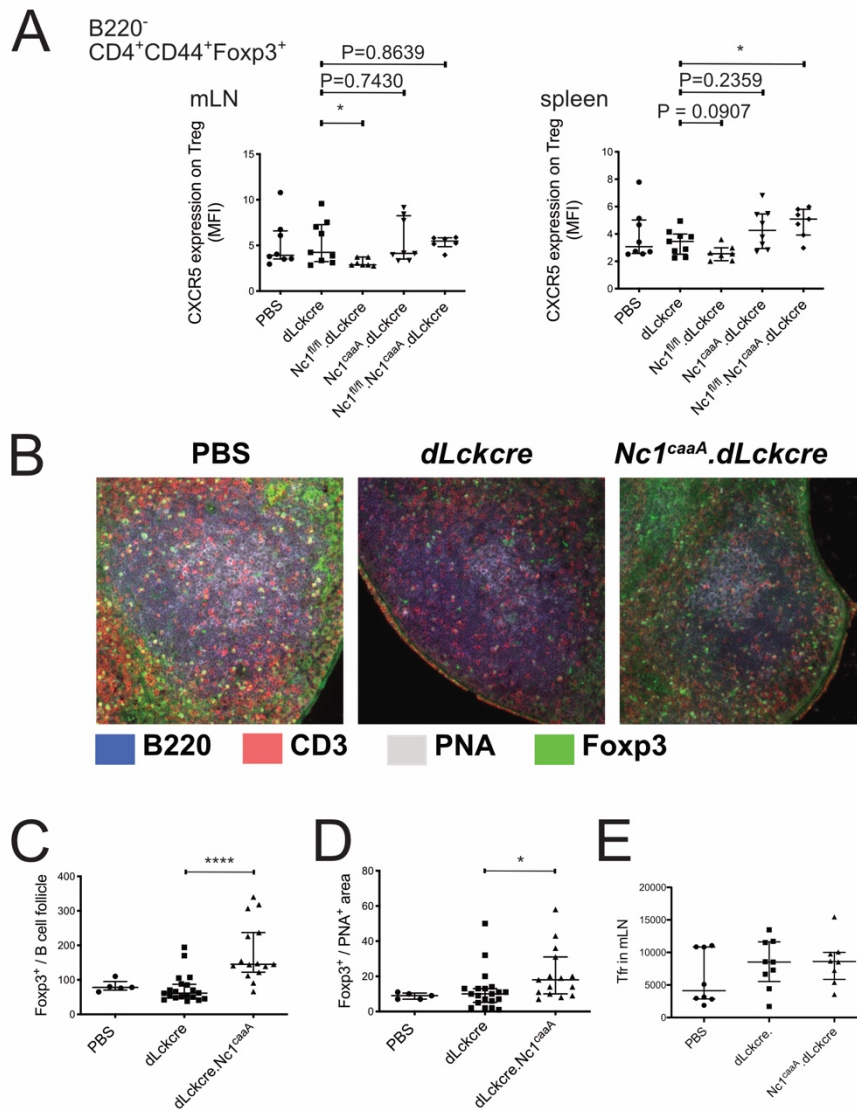 A
B220-
CD4+CD44+Foxp3+
mLN
P=0.8639
P=0.7430
*
CXCR5 expression on Treg
(MFI)
15
10
5
0
PBS
dLckcre
Nc1fl/fl.dLckcre
Nc1caaA.dLckcre
Nc1fl/fl.Nc1caaA.dLckcre
spleen
*
P=0.2359
P = 0.0907
CXCR5 expression on Treg
(MFI)
8
6
4
2
0
PBS
dLckcre
Nc1fl/fl.dLckcre
Nc1caaA.dLckcre
Nc1fl/fl.Nc1caaA.dLckcre
B
PBS
dLckcre
Nc1caaA.dLckcre
B220
CD3
PNA
Foxp3
C
****
Foxp3+ / B cell follicle
400
300
200
100
0
PBS
dLckcre
dLckcre.Nc1caaA
D
*
Foxp3+ / PNA+ area
80
60
40
20
0
PBS
dLckcre
dLckcre.Nc1caaA
E
Tfr in mLN
20000
15000
10000
5000
0
PBS
dLckcre.
Nc1caaA.dLckcre